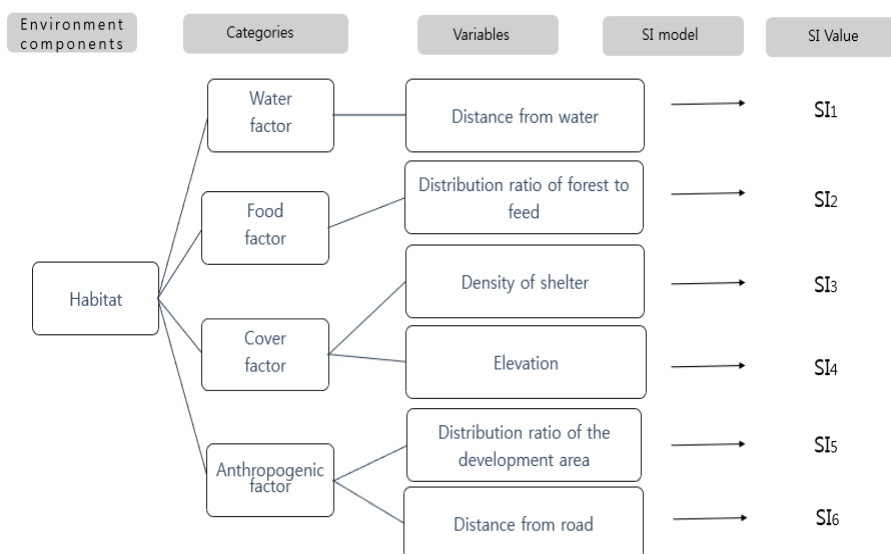 Environment
components
Categories
Variables
SI model
SI Value
Water
factor
Distance from water
SI1
Food
factor
Distribution ratio of forest to
feed
SI2
Habitat
Cover
factor
Density of shelter
SI3
Elevation
SI4
Anthropogenic
factor
Distribution ratio of the
development area
SI5
Distance from road
SI6